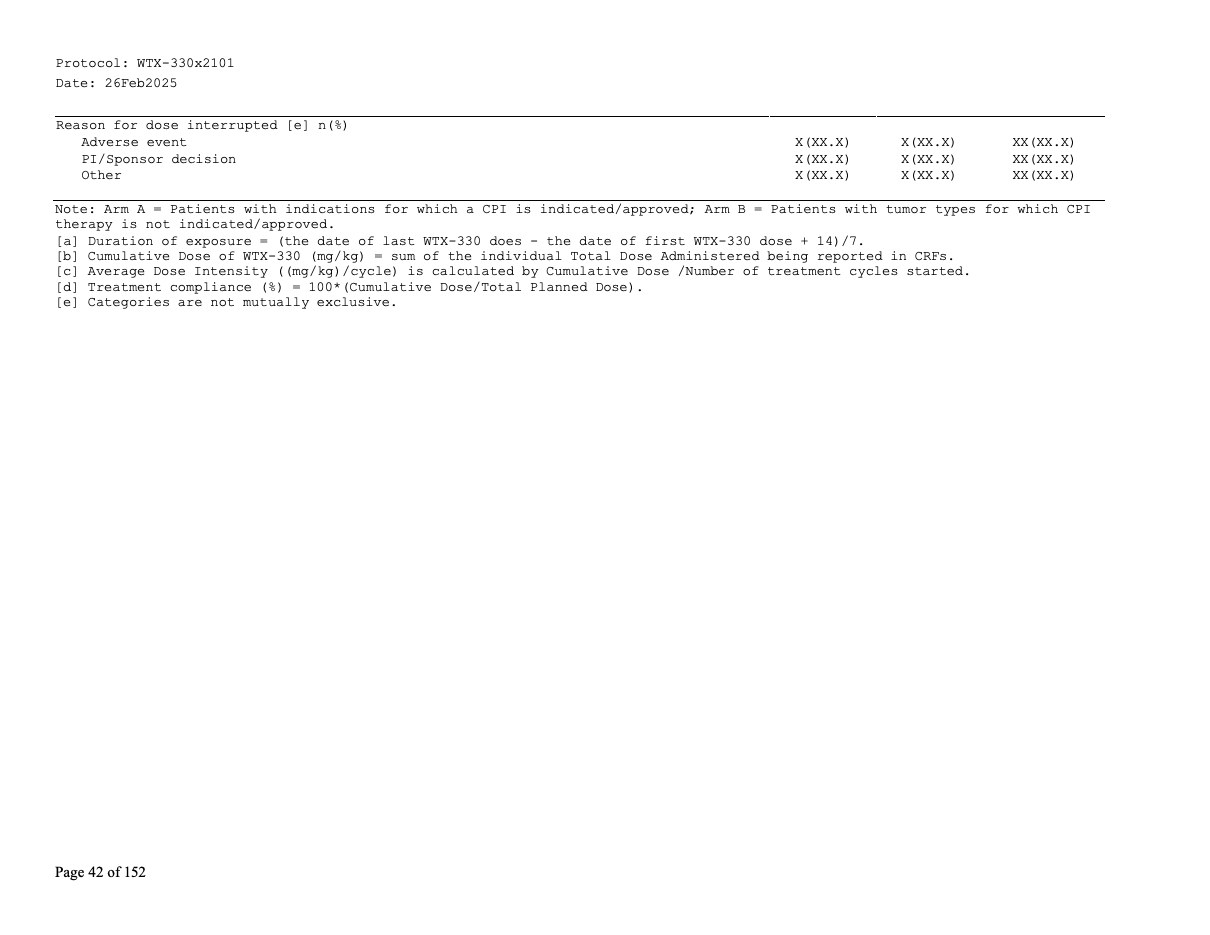 Protocol: WTX-330x2101
Date: 26Feb2025
Reason for dose interrupted [e] n(%)
Adverse event X(XX.X) X(XX.X) XX(XX.X)
PI/Sponsor decision X(XX.X) X(XX.X) XX(XX.X)
Other X(XX.X) X(XX.X) XX(XX.X)
Note: Arm A = Patients with indications for which a CPI is indicated/approved; Arm B = Patients with tumor types for which CPI
therapy is not indicated/approved.
[a] Duration of exposure = (the date of last WTX-330 does - the date of first WTX-330 dose + 14)/7.
[b] Cumulative Dose of WTX-330 (mg/kg) = sum of the individual Total Dose Administered being reported in CRFs.
[c] Average Dose Intensity ((mg/kg)/cycle) is calculated by Cumulative Dose /Number of treatment cycles started.
[d] Treatment compliance (%) = 100*(Cumulative Dose/Total Planned Dose).
[e] Categories are not mutually exclusive.
Page 42 of 152